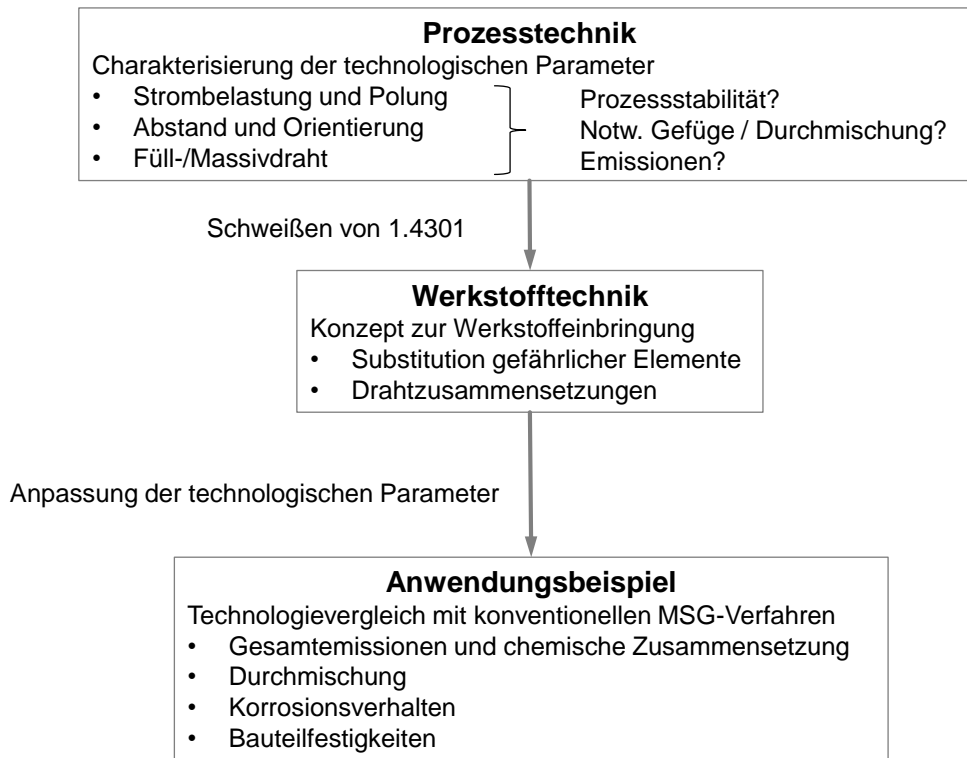 Prozesstechnik
Charakterisierung der technologischen Parameter
• Strombelastung und Polung
• Abstand und Orientierung
• Füll-/Massivdraht
Prozessstabilität?
Notw. Gefüge / Durchmischung?
Emissionen?
Schweißen von 1.4301
Werkstofftechnik
Konzept zur Werkstoffeinbringung
• Substitution gefährlicher Elemente
• Drahtzusammensetzungen
Anpassung der technologischen Parameter
Anwendungsbeispiel
Technologievergleich mit konventionellen MSG-Verfahren
• Gesamtemissionen und chemische Zusammensetzung
• Durchmischung
• Korrosionsverhalten
• Bauteilfestigkeiten